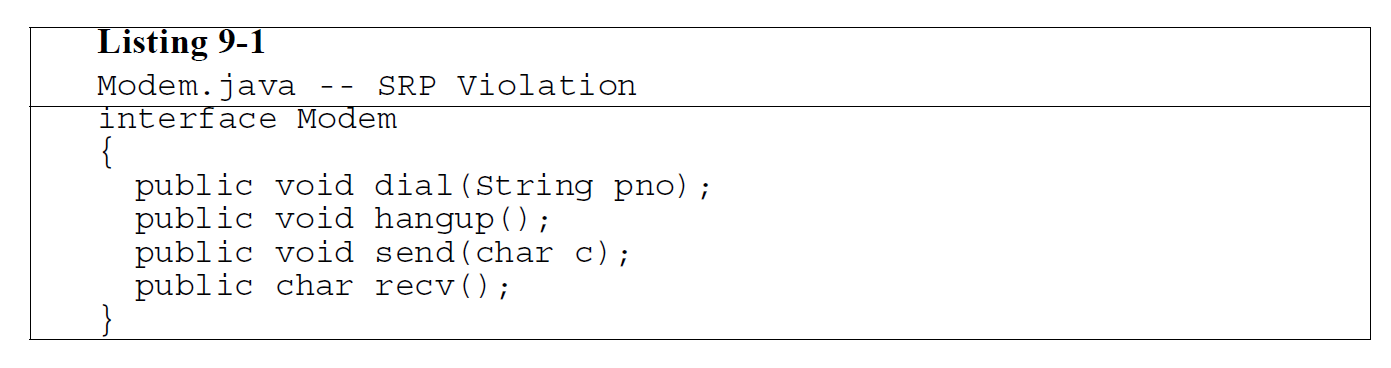 Listing 9-1
Modem.java -- SRP Violation
interface Modem
{
  public void dial(String pno);
  public void hangup();
  public void send(char c);
  public char recv();
}